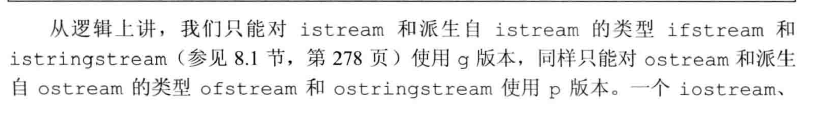 从逻辑上讲，我们只能对 istream 和派生自 istream 的类型 ifstream 和
istringstream（参见 8.1 节，第 278 页）使用 g 版本，同样只能对 ostream 和派生
自 ostream 的类型 ofstream 和 ostringstream 使用 p 版本。一个 iostream、